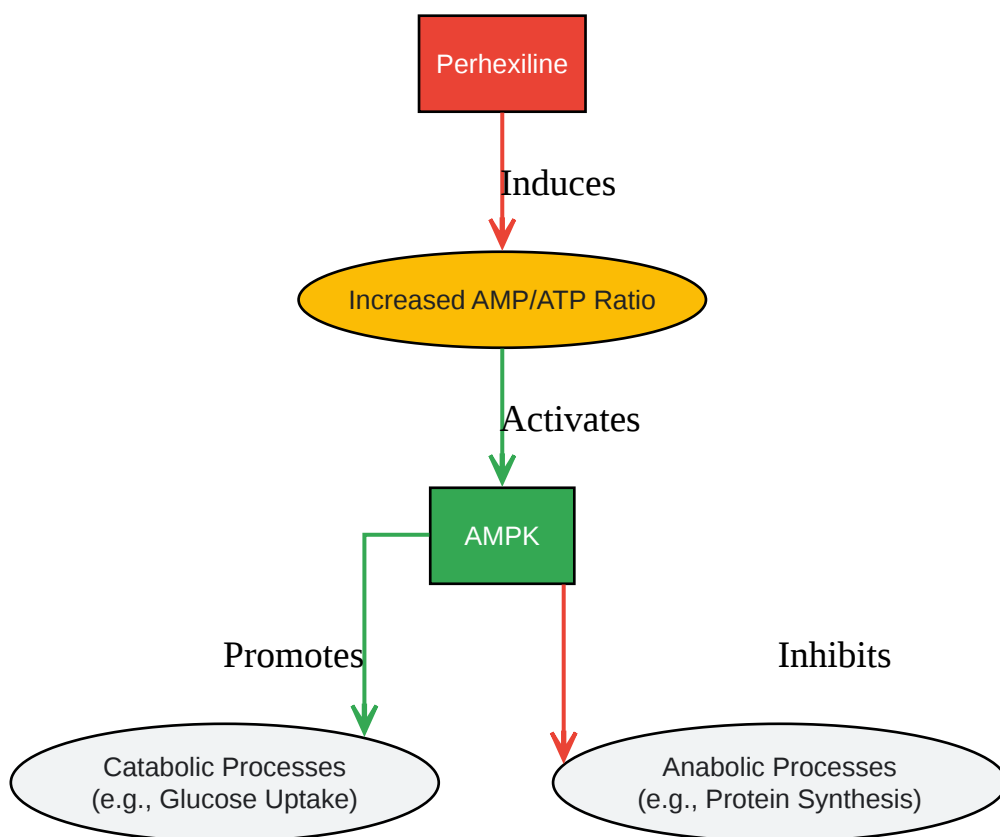 Perhexiline
Induces
Increased AMP/ATP Ratio
Activates
AMPK
Promotes
Inhibits
Catabolic Processes
(e.g., Glucose Uptake)
Anabolic Processes
(e.g., Protein Synthesis)